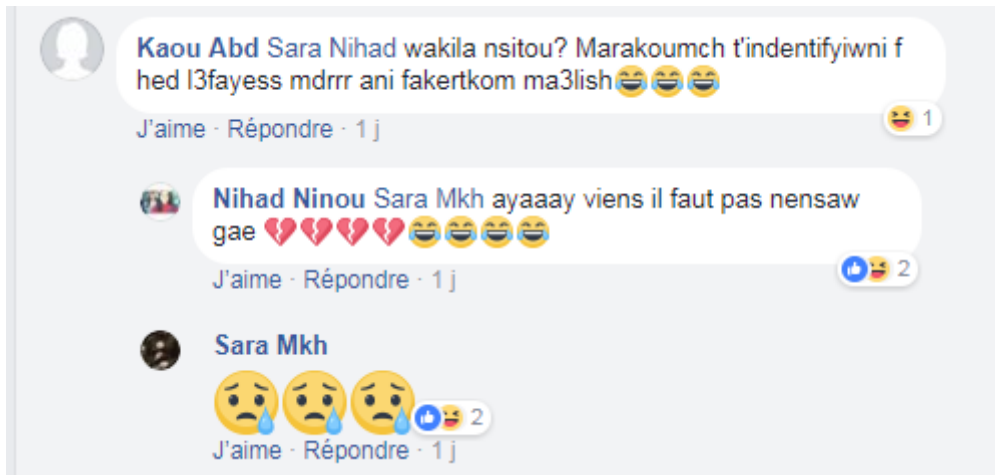 Kaou Abd Sara Nihad wakila nsitou? Marakoumch t'indentifyiwni f
hed l3fayess mdrrr ani fakertkom ma3lish😂😂😂
J'aime · Répondre · 1 j
😆 1
Nihad Ninou Sara Mkh ayaaay viens il faut pas nensaw
gae 💔💔💔💔😂😂😂😂
J'aime · Répondre · 1 j
👍😆 2
Sara Mkh
😢😢😢
👍😆 2
J'aime · Répondre · 1 j